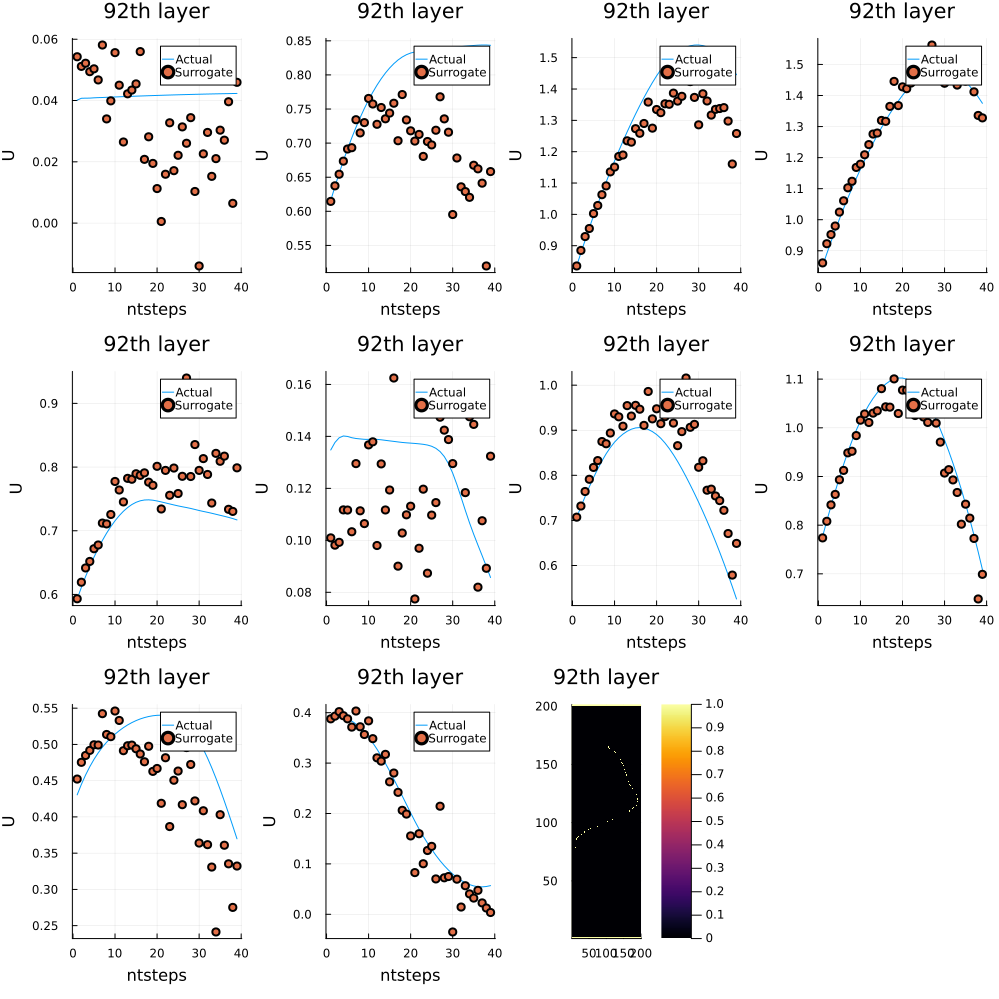 92th layer 92th layer 92th layer 92th layer
0.06
0.04
0.02
0.00
U
Actual
Surrogate
0 10 20 30 40
ntsteps
0.85
0.80
0.75
0.70
0.65
0.60
0.55
U
Actual
Surrogate
0 10 20 30 40
ntsteps
1.5
1.4
1.3
1.2
1.1
1.0
0.9
U
Actual
Surrogate
0 10 20 30 40
ntsteps
1.5
1.4
1.3
1.2
1.1
1.0
0.9
U
Actual
Surrogate
0 10 20 30 40
ntsteps
92th layer 92th layer 92th layer 92th layer
0.9
0.8
0.7
0.6
U
Actual
Surrogate
0 10 20 30 40
ntsteps
0.16
0.14
0.12
0.10
0.08
U
Actual
Surrogate
0 10 20 30 40
ntsteps
1.0
0.9
0.8
0.7
0.6
U
Actual
Surrogate
0 10 20 30 40
ntsteps
1.1
1.0
0.9
0.8
0.7
U
Actual
Surrogate
0 10 20 30 40
ntsteps
92th layer 92th layer 92th layer
0.55
0.50
0.45
0.40
0.35
0.30
0.25
U
Actual
Surrogate
0 10 20 30 40
ntsteps
0.4
0.3
0.2
0.1
0.0
U
Actual
Surrogate
0 10 20 30 40
ntsteps
200
150
100
50
50 100 150 200
1.0
0.9
0.8
0.7
0.6
0.5
0.4
0.3
0.2
0.1
0